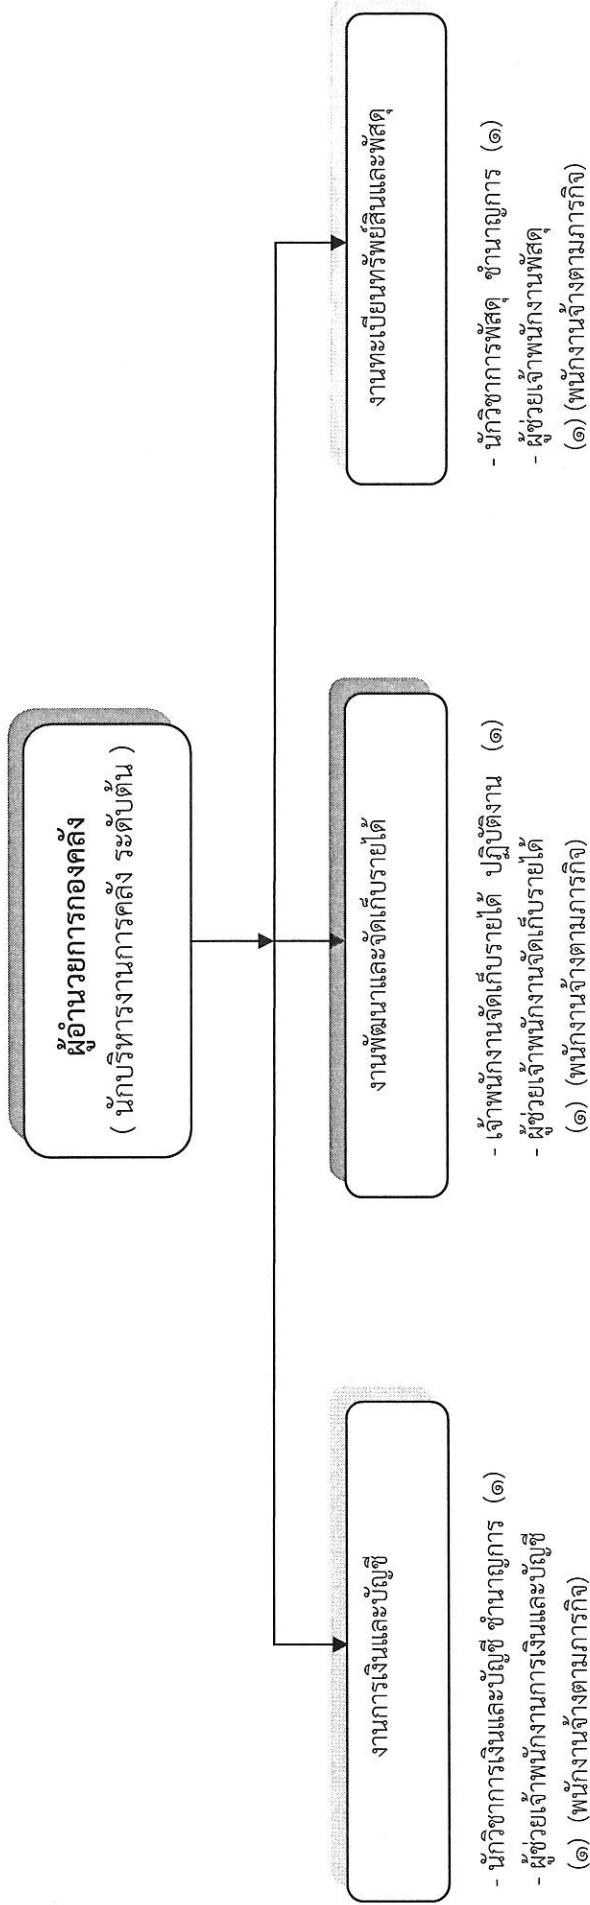 ผู้อำนวยการกองคลัง
( นักบริหารงานการคลัง ระดับต้น )
งานการเงินและบัญชี
- นักวิชาการเงินและบัญชี ชำนาญการ (๑)
- ผู้ช่วยเจ้าพนักงานการเงินและบัญชี
(๑) (พนักงานจ้างตามภารกิจ)
งานพัฒนาและจัดเก็บรายได้
- เจ้าพนักงานจัดเก็บรายได้ ปฏิบัติงาน (๑)
- ผู้ช่วยเจ้าพนักงานจัดเก็บรายได้
(๑) (พนักงานจ้างตามภารกิจ)
งานทะเบียนทรัพย์สินและพัสดุ
- นักวิชาการพัสดุ ชำนาญการ (๑)
- ผู้ช่วยเจ้าพนักงานพัสดุ
(๑) (พนักงานจ้างตามภารกิจ)